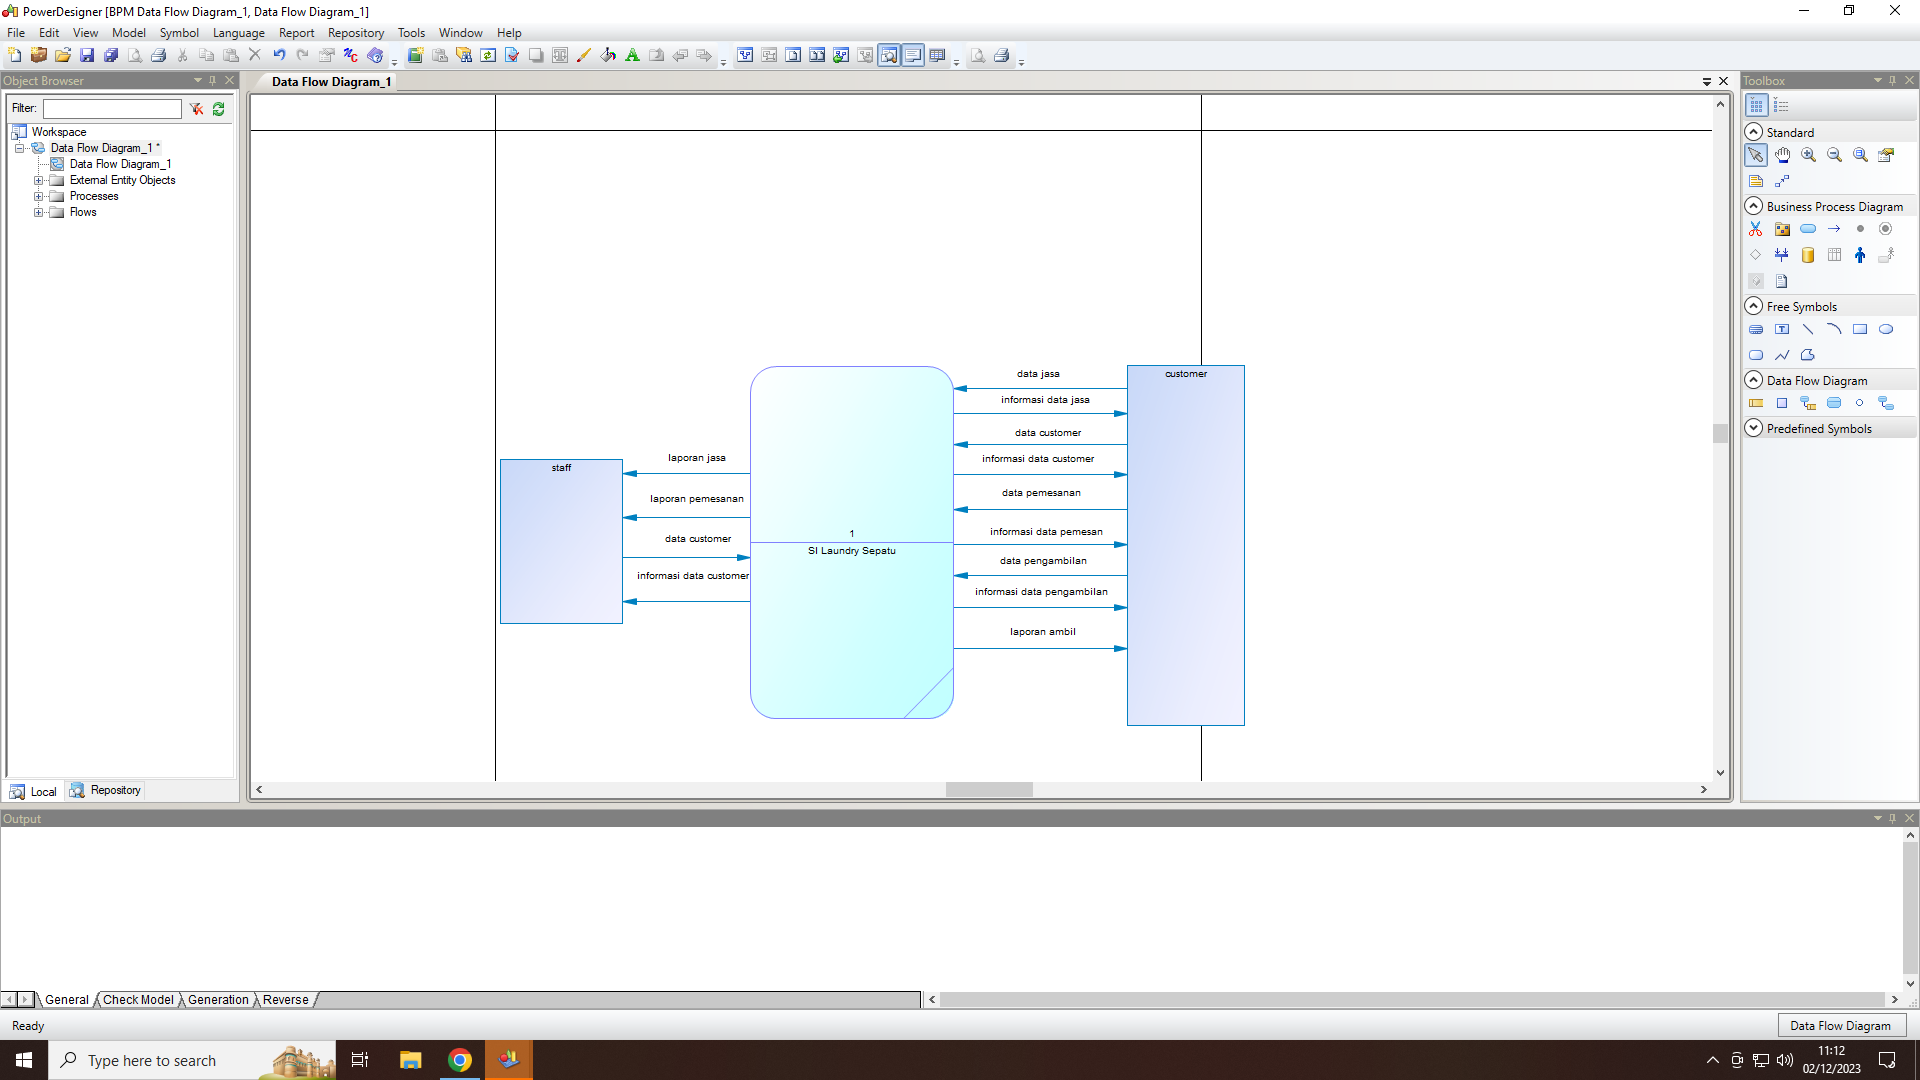 PowerDesigner [BPM Data Flow Diagram_1, Data Flow Diagram_1]
File Edit View Model Symbol Language Report Repository Tools Window Help
Object Browser
Data Flow Diagram_1
Toolbox
Filter:
Workspace
Data Flow Diagram_1 *
Data Flow Diagram_1
External Entity Objects
Processes
Flows
Standard
Business Process Diagram
Free Symbols
Data Flow Diagram
Predefined Symbols
staff
laporan jasa
laporan pemesanan
data customer
informasi data customer
1
SI Laundry Sepatu
data jasa
informasi data jasa
data customer
informasi data customer
data pemesanan
informasi data pemesan
data pengambilan
informasi data pengambilan
laporan ambil
customer
Local Repository
Output
General Check Model Generation Reverse
Ready
Data Flow Diagram
Type here to search
11:12
02/12/2023